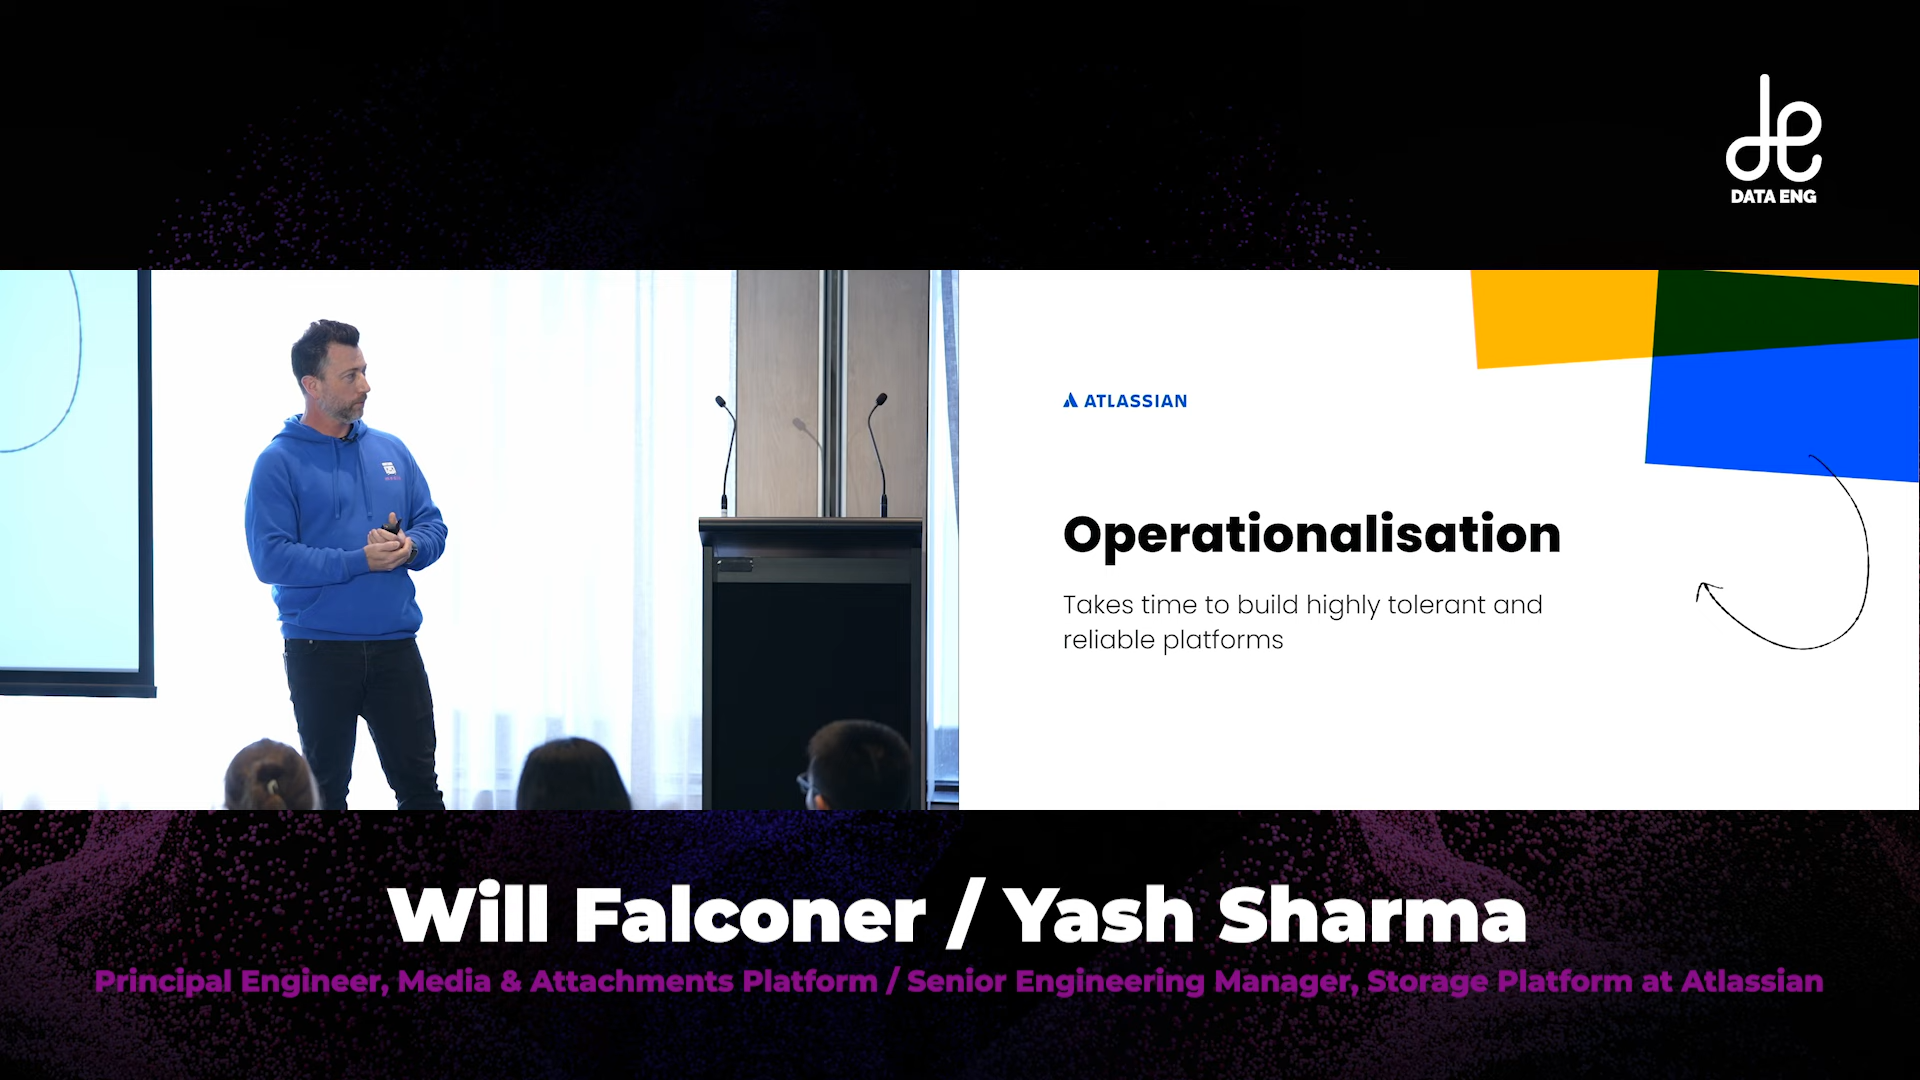 DATA ENG
ATLASSIAN
Operationalisation
Takes time to build highly tolerant and
reliable platforms
Will Falconer / Yash Sharma
Principal Engineer, Media & Attachments Platform / Senior Engineering Manager, Storage Platform at Atlassian